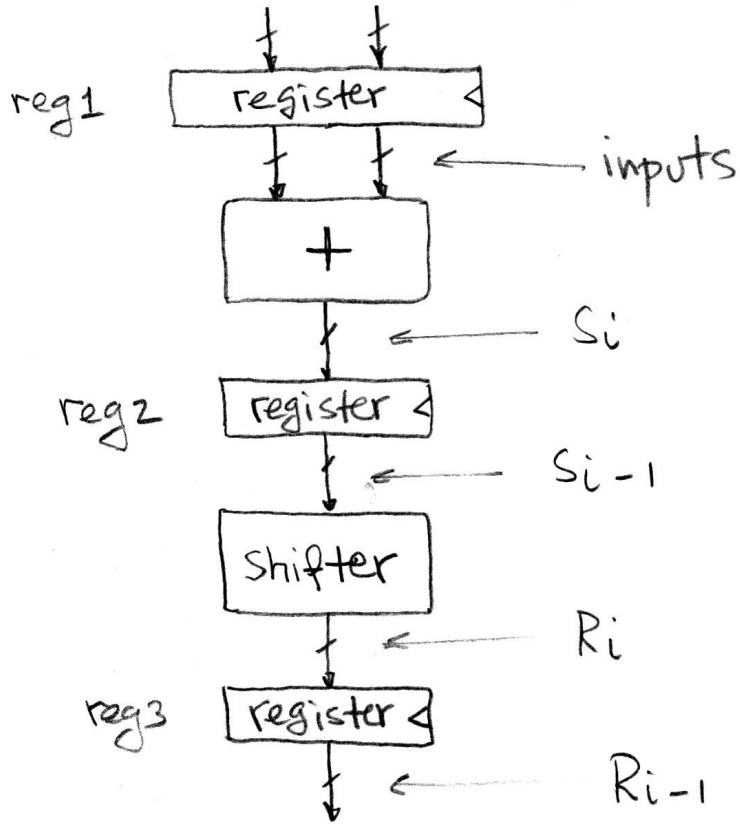 reg1
register
inputs
+
Si
reg2
register
Si-1
shifter
Ri
reg3
register
Ri-1